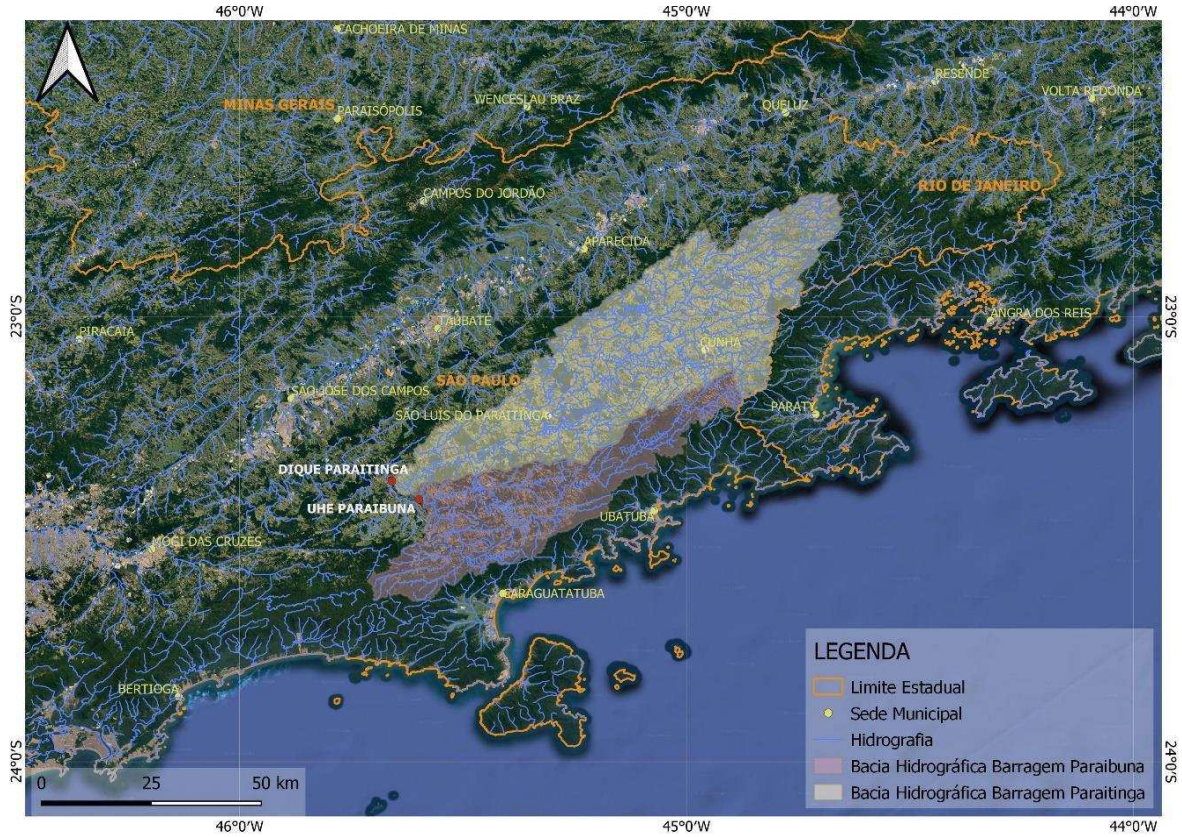 46°0'W 45°0'W 44°0'W
CACHOEIRA DE MINAS
RESENDE
MINAS GERAIS
PARAISÓPOLIS
WENCESLAU BRAZ
QUELUZ
VOLTA REDONDA
CAMPOS DO JORDÃO
RIO DE JANEIRO
APARECIDA
23°0'S 23°0'S
PIRACAIA
TAUBATÉ
ANGRA DOS REIS
CUNHA
SÃO PAULO
SÃO JOSÉ DOS CAMPOS
SÃO LUÍS DO PARAITINGA
PARATY
DIQUE PARAITINGA
UHE PARAIBUNA
UBATUBA
MOGI DAS CRUZES
CARAGUATATUBA
BERTIOGA
24°0'S 24°0'S
LEGENDA
Limite Estadual
Sede Municipal
Hidrografia
Bacia Hidrográfica Barragem Paraibuna
Bacia Hidrográfica Barragem Paraitinga
0 25 50 km
46°0'W 45°0'W 44°0'W